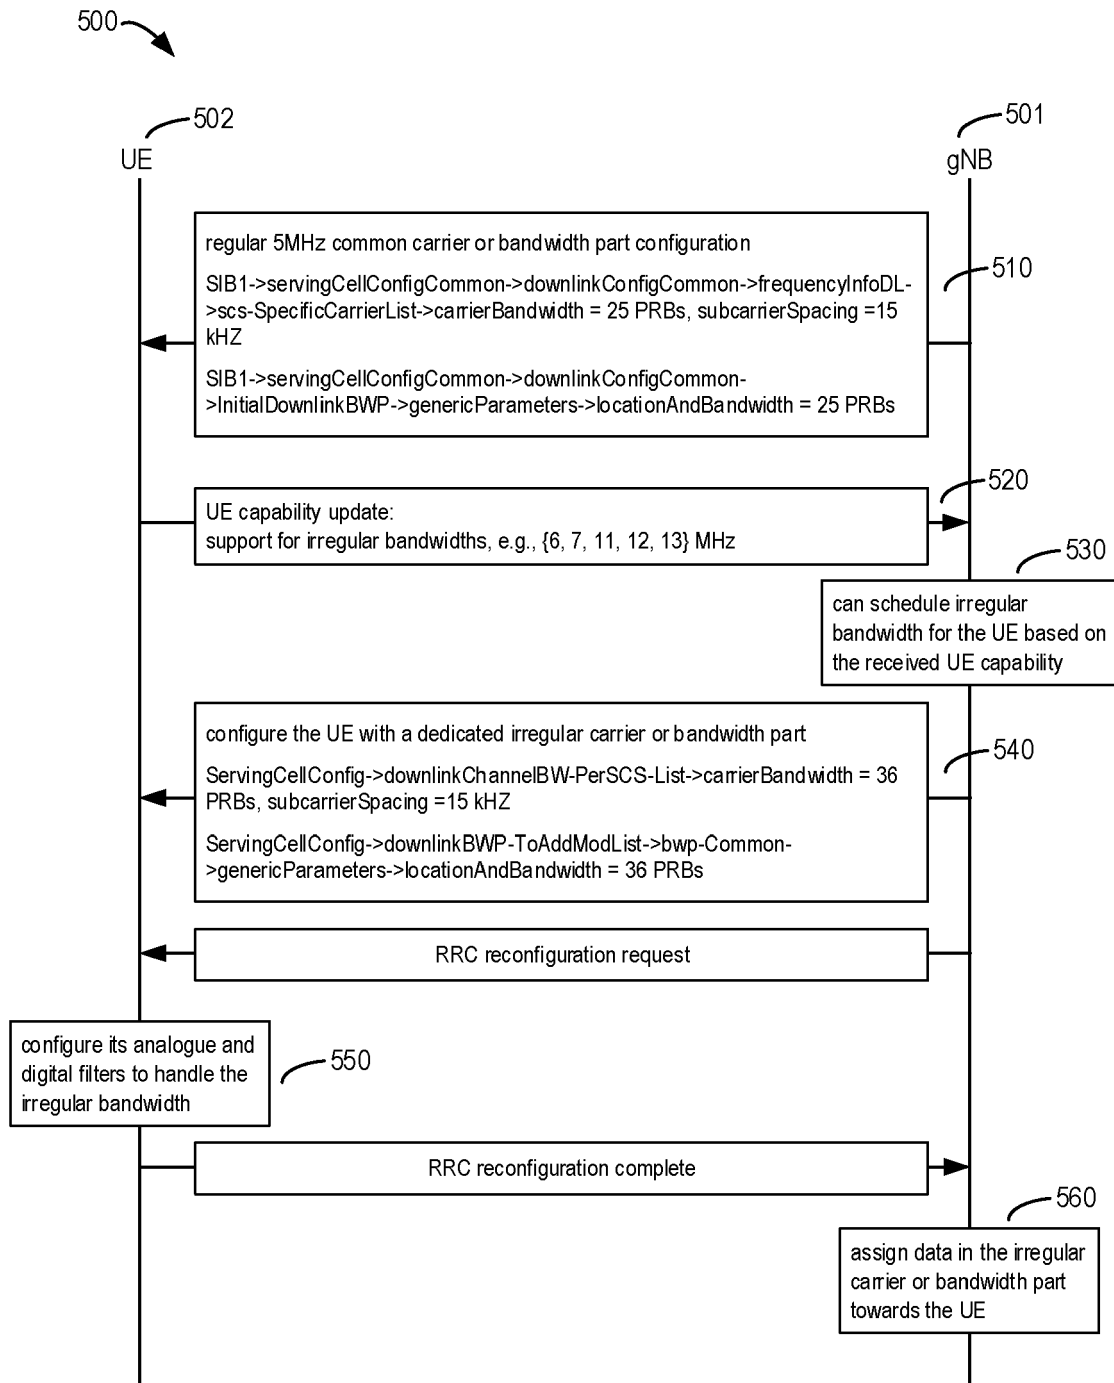 500
502
501
UE
gNB
regular 5MHz common carrier or bandwidth part configuration
510
SIB1->servingCellConfigCommon->downlinkConfigCommon->frequencyInfoDL-
>scs-SpecificCarrierList->carrierBandwidth = 25 PRBs, subcarrierSpacing =15
kHZ
SIB1->servingCellConfigCommon->downlinkConfigCommon-
>InitialDownlinkBWP->genericParameters->locationAndBandwidth = 25 PRBs
520
UE capability update:
support for irregular bandwidths, e.g., {6, 7, 11, 12, 13} MHz
530
can schedule irregular
bandwidth for the UE based on
the received UE capability
configure the UE with a dedicated irregular carrier or bandwidth part
540
ServingCellConfig->downlinkChannelBW-PerSCS-List->carrierBandwidth = 36
PRBs, subcarrierSpacing =15 kHZ
ServingCellConfig->downlinkBWP-ToAddModList->bwp-Common-
>genericParameters->locationAndBandwidth = 36 PRBs
RRC reconfiguration request
configure its analogue and
digital filters to handle the
irregular bandwidth
550
RRC reconfiguration complete
560
assign data in the irregular
carrier or bandwidth part
towards the UE